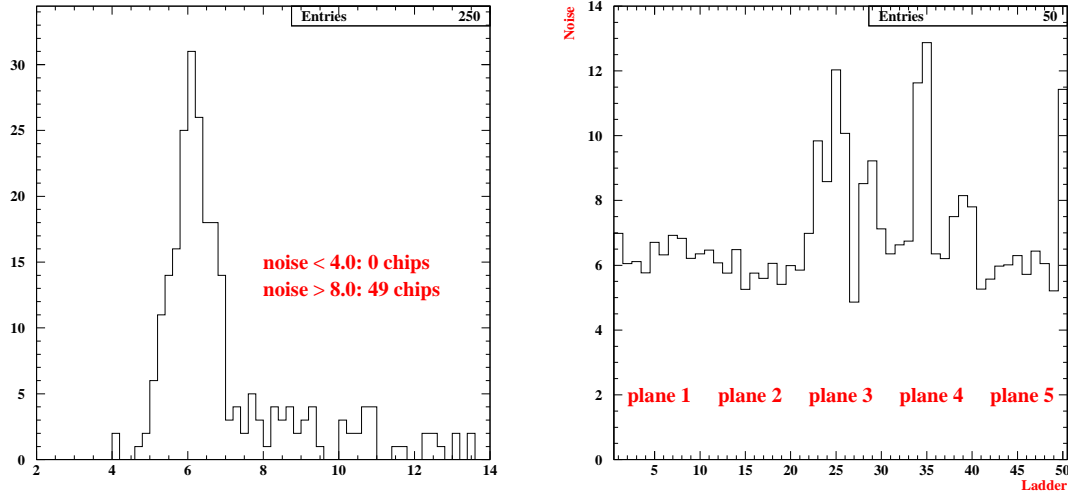 Entries 250
30
25
20
15
10
5
0
noise < 4.0: 0 chips
noise > 8.0: 49 chips
2 4 6 8 10 12 14
Noise
Entries 50
14
12
10
8
6
4
2
0
plane 1 plane 2 plane 3 plane 4 plane 5
5 10 15 20 25 30 35 40 45 50
Ladder